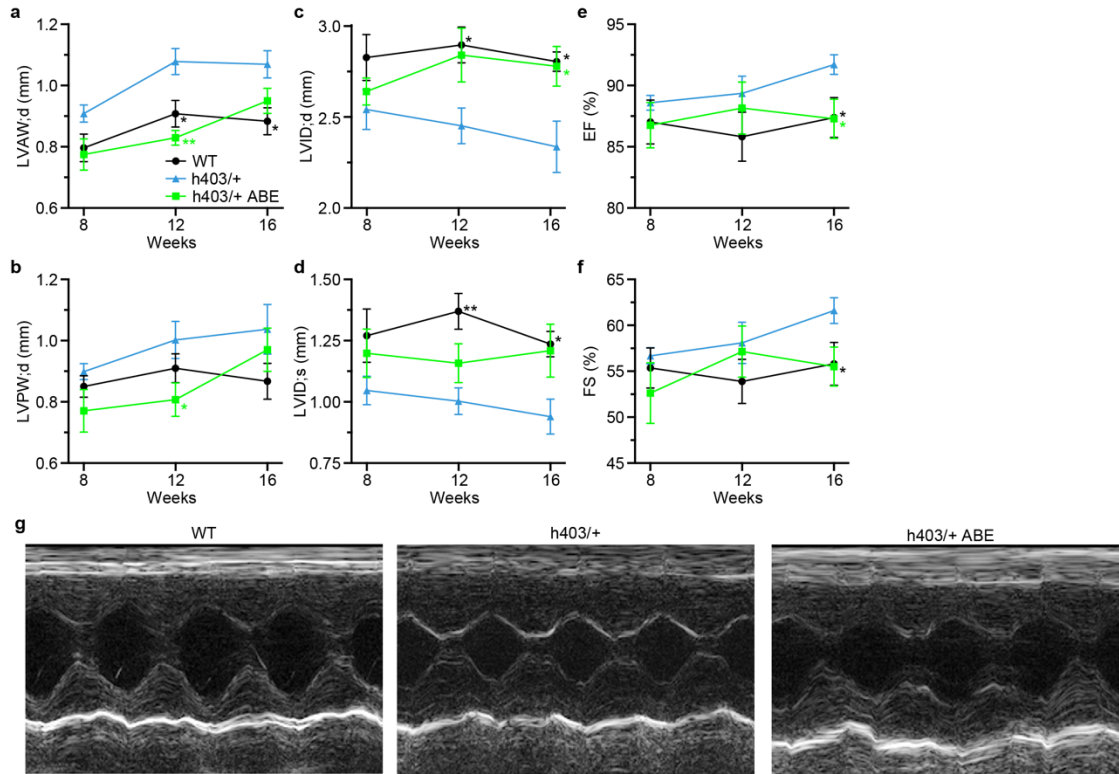 a
LVAW;d (mm)
1.2
1.0
0.8
0.6
*
*
**
WT
h403/+
h403/+ ABE
8
12
16
Weeks
c
LVID;d (mm)
3.0
2.5
2.0
*
*
*
8
12
16
Weeks
e
EF (%)
95
90
85
80
*
*
8
12
16
Weeks
b
LVPW;d (mm)
1.2
1.0
0.8
0.6
*
8
12
16
Weeks
d
LVID;s (mm)
1.50
1.25
1.00
0.75
**
*
8
12
16
Weeks
f
FS (%)
65
60
55
50
45
*
8
12
16
Weeks
g
WT
h403/+
h403/+ ABE